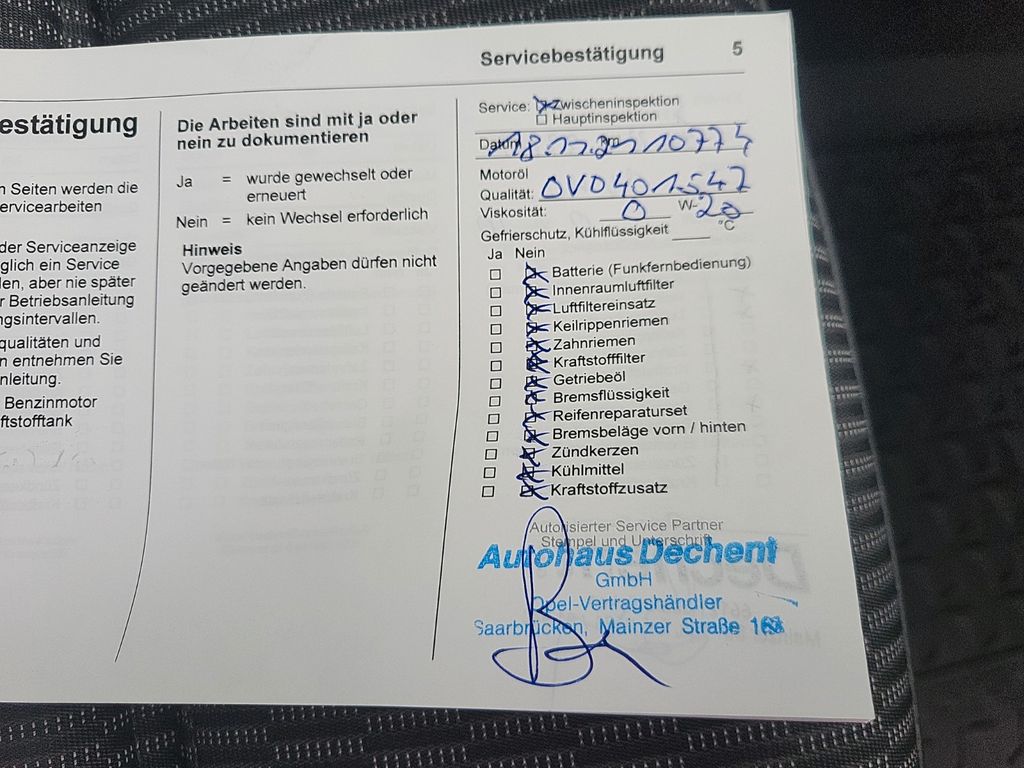 Servicebestätigung 5
estätigung
n Seiten werden die
ervicearbeiten
der Serviceanzeige
glich ein Service
den, aber nie später
r Betriebsanleitung
ngsintervallen.
qualitäten und
n entnehmen Sie
nleitung.
Benzinmotor
ftstofftank
Die Arbeiten sind mit ja oder
nein zu dokumentieren
Ja = wurde gewechselt oder
erneuert
Nein = kein Wechsel erforderlich
Hinweis
Vorgegebene Angaben dürfen nicht
geändert werden.
Service: Zwischeninspektion
Hauptinspektion
Datum 10774
Motoröl
Qualität: OV0401547
Viskosität: 0 W-20
Gefrierschutz, Kühlflüssigkeit °C
Ja Nein
Batterie (Funkfernbedienung)
Innenraumluftfilter
Luftfiltereinsatz
Keilrippenriemen
Zahnriemen
Kraftstofffilter
Getriebeöl
Bremsflüssigkeit
Reifenreparaturset
Bremsbeläge vorn / hinten
Zündkerzen
Kühlmittel
Kraftstoffzusatz
Autorisierter Service Partner
Stempel und Unterschrift
Autohaus Dechent
GmbH
Opel-Vertragshändler
Saarbrücken, Mainzer Straße